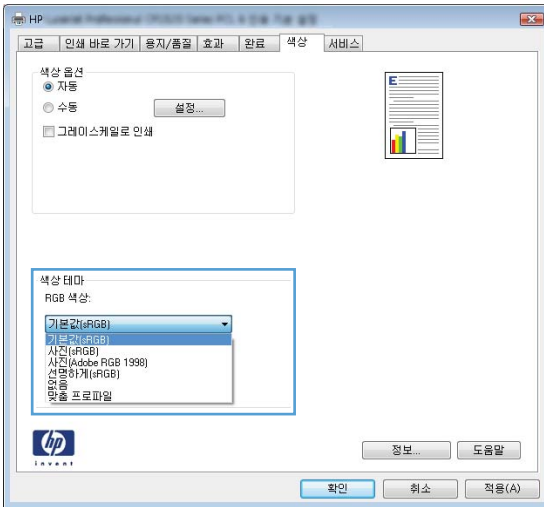 HP
고급 인쇄 바로 가기 용지/품질 효과 완료 색상 서비스
색상 옵션
자동
수동 설정...
그레이스케일로 인쇄
E
색상 테마
RGB 색상:
기본값(sRGB)
기본값(sRGB)
사진(sRGB)
사진(Adobe RGB 1998)
선명하게(sRGB)
없음
맞춤 프로파일
hp
invent
정보... 도움말
확인 취소 적용(A)